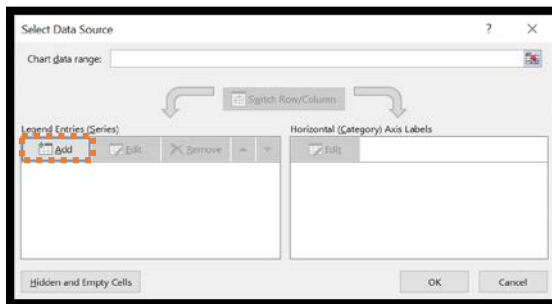 Select Data Source ? ×
Chart data range:
Switch Row/Column
Legend Entries (Series)
Horizontal (Category) Axis Labels
Add Edit Remove
Edit
Hidden and Empty Cells
OK Cancel